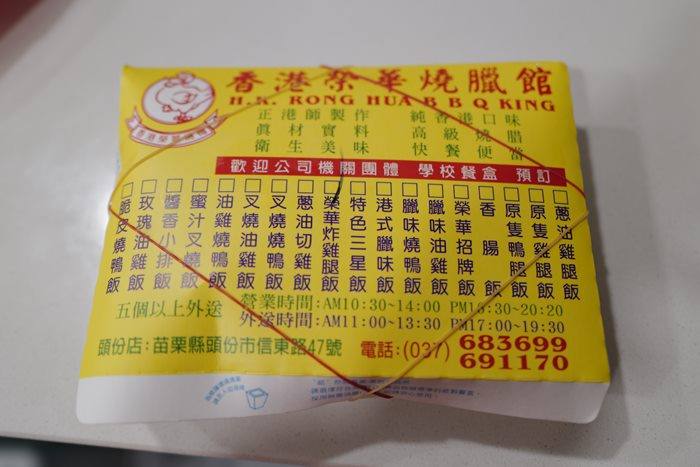 香港榮華燒臘館
H.K. RONG HUA B B Q KING
正港師製作 純香港口味
真材實料 高級燒腊
衛生美味 快餐便當
香港榮華燒臘館
歡迎公司機關團體 學校餐盒 預訂
□蔥油雞腿飯
□原隻雞腿飯
□原隻鴨腿飯
□香腸飯
□榮華招牌飯
□臘味油雞飯
□臘味燒鴨飯
□港式臘味飯
□特色三星飯
□榮華炸雞腿飯
□蔥油切雞飯
□叉燒燒鴨飯
□叉燒油雞飯
□油雞燒鴨飯
□蜜汁叉燒飯
□醬香小排飯
□玫瑰油雞飯
□脆皮燒鴨飯
五個以上外送
營業時間:AM10:30~14:00 PM15:30~20:20
外送時間:AM11:00~13:30 PM17:00~19:30
頭份店:苗栗縣頭份市信東路47號 電話:(037) 683699
691170